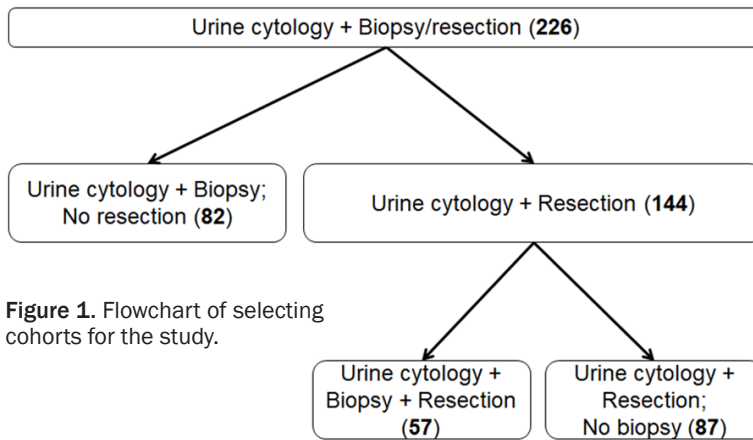 Urine cytology + Biopsy/resection (226)
Urine cytology + Biopsy;
No resection (82)
Urine cytology + Resection (144)
Figure 1. Flowchart of selecting
cohorts for the study.
Urine cytology +
Biopsy + Resection
(57)
Urine cytology +
Resection;
No biopsy (87)